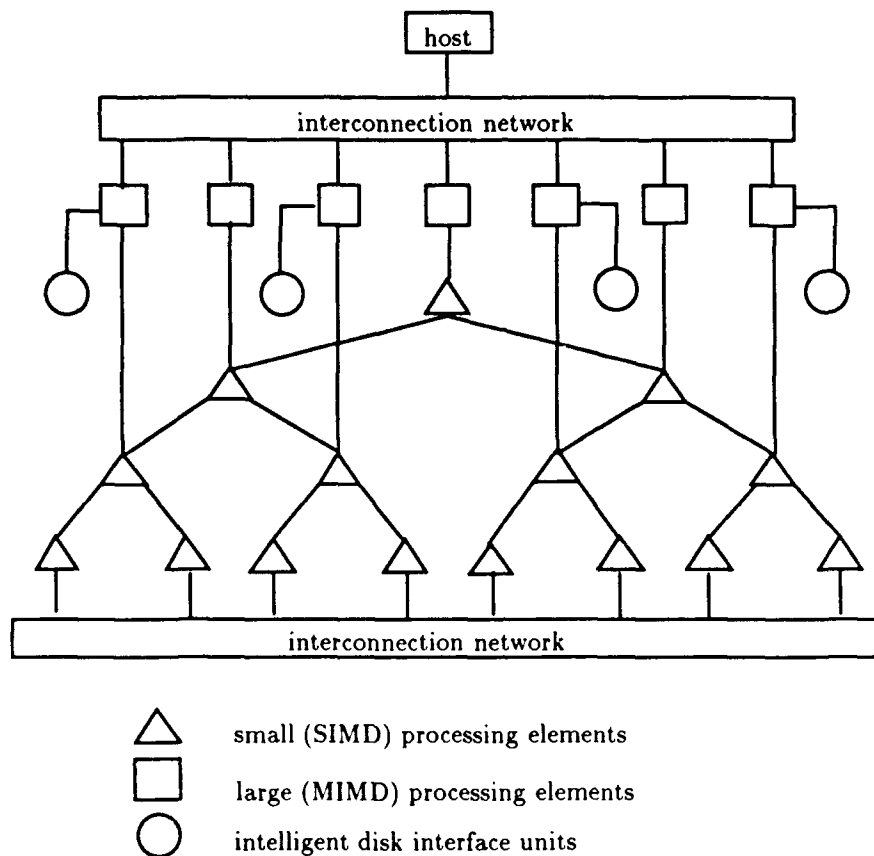 host
interconnection network
interconnection network
small (SIMD) processing elements
large (MIMD) processing elements
intelligent disk interface units